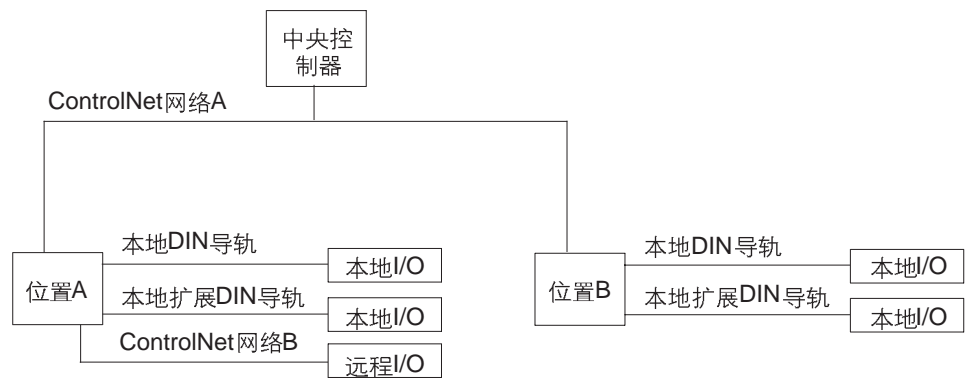 中央控
制器
ControlNet网络A
本地DIN导轨
本地I/O
位置A
本地扩展DIN导轨
本地I/O
ControlNet网络B
远程I/O
本地DIN导轨
本地I/O
位置B
本地扩展DIN导轨
本地I/O